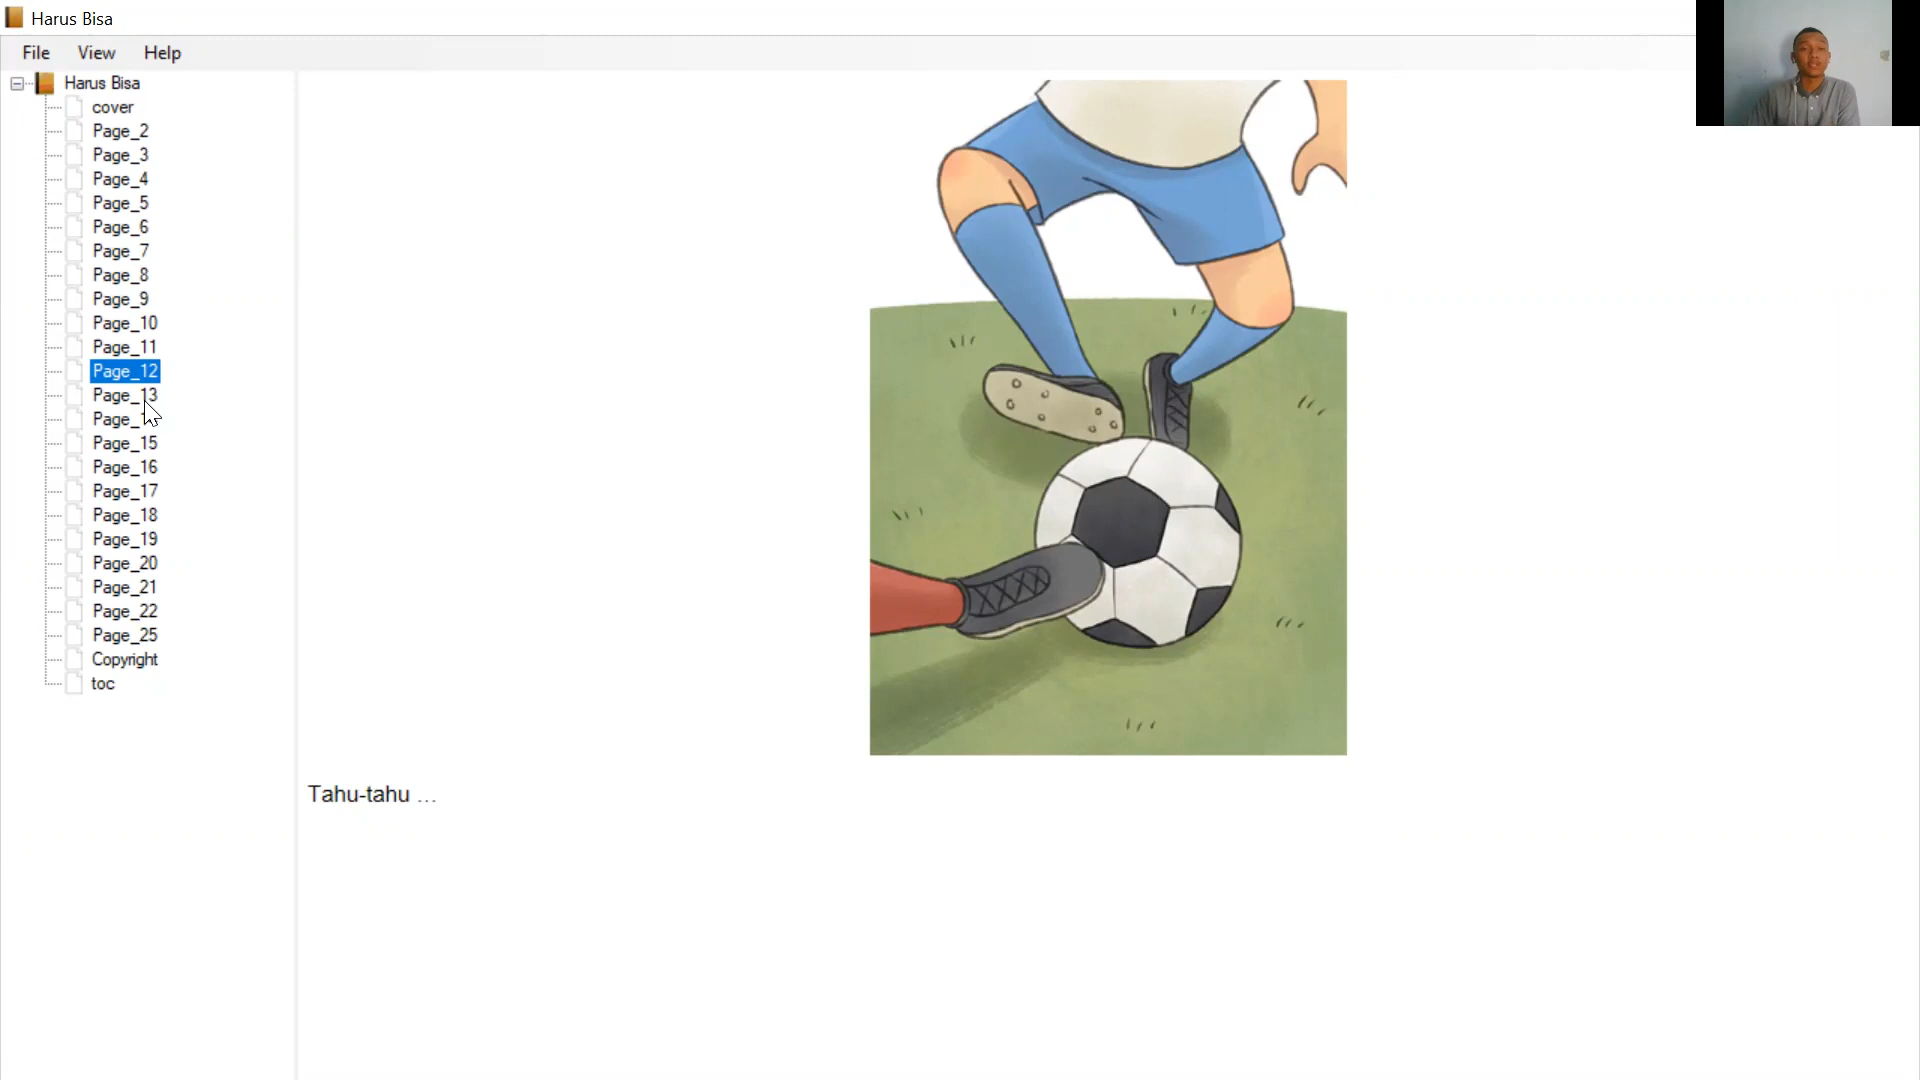 Harus Bisa
File View Help
Harus Bisa
cover
Page_2
Page_3
Page_4
Page_5
Page_6
Page_7
Page_8
Page_9
Page_10
Page_11
Page_12
Page_13
Page_
Page_15
Page_16
Page_17
Page_18
Page_19
Page_20
Page_21
Page_22
Page_25
Copyright
toc
Tahu-tahu ...